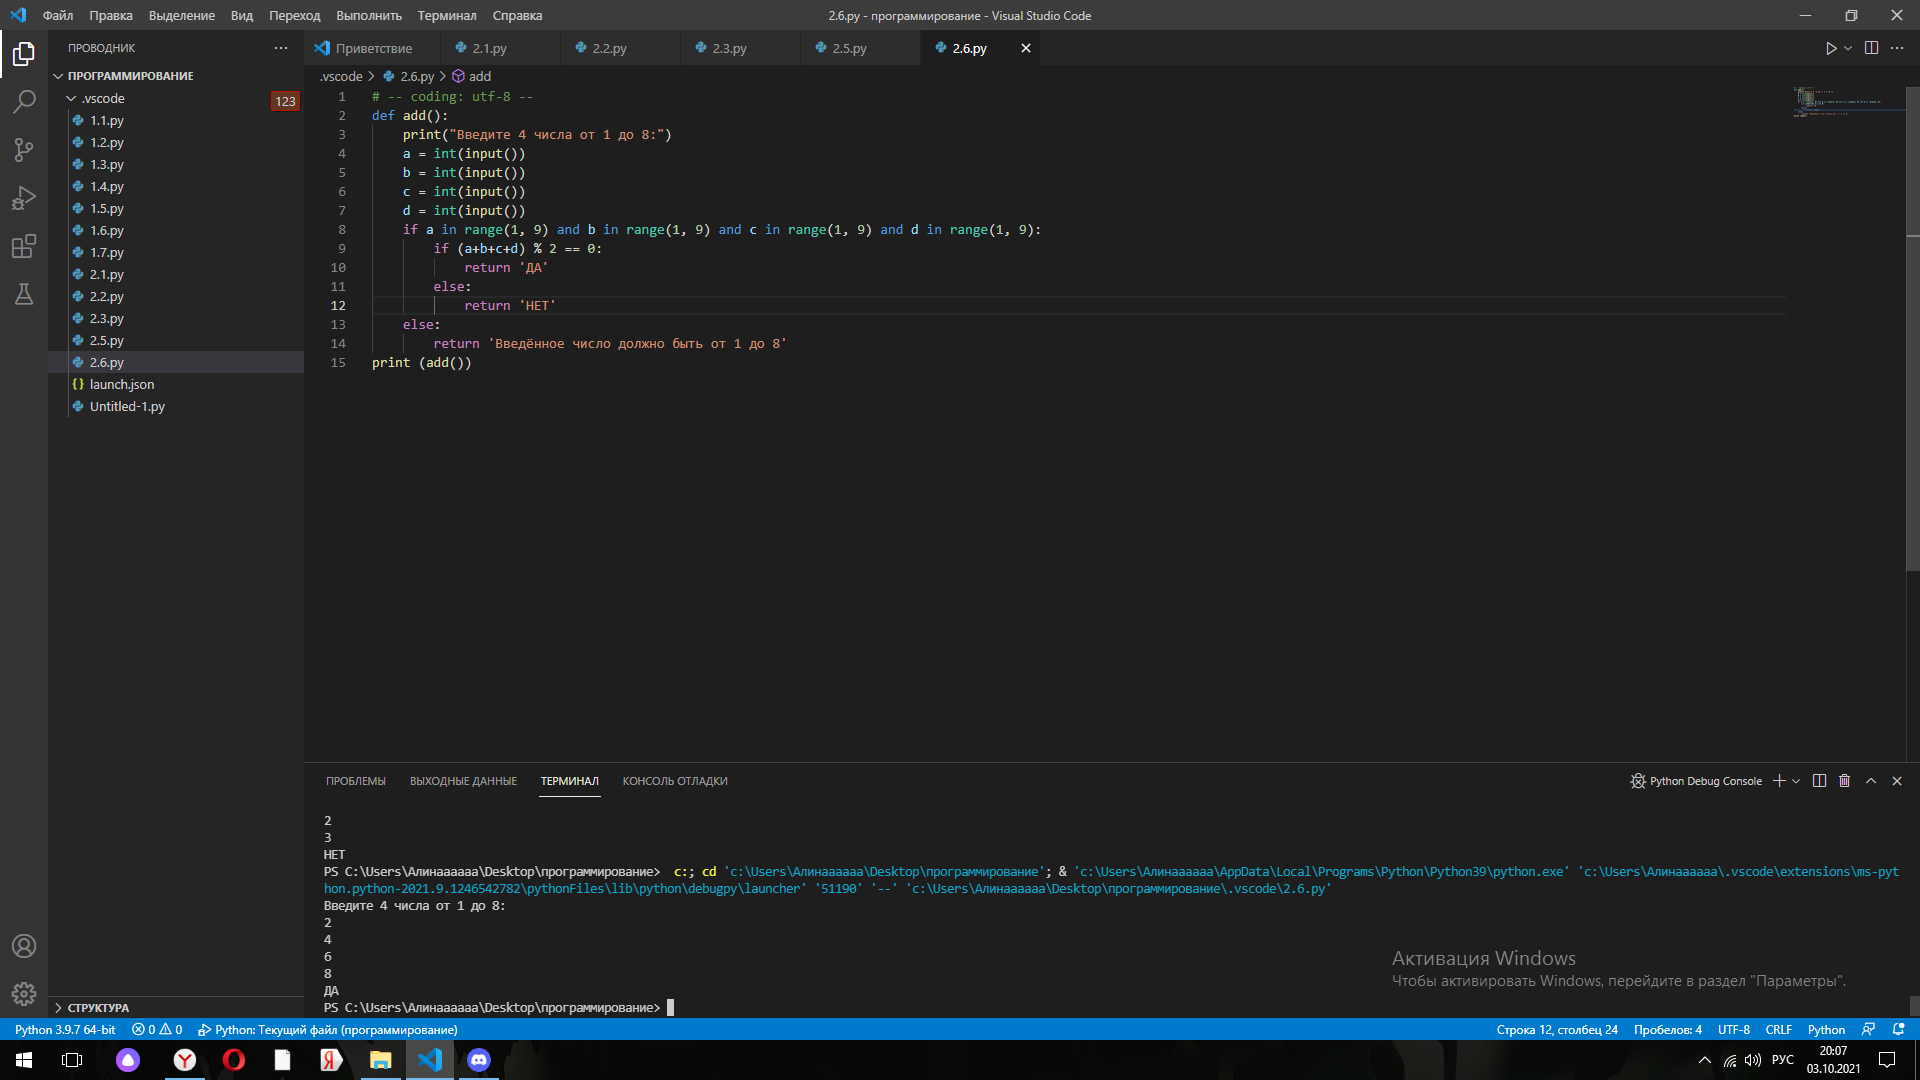 Файл Правка Выделение Вид Переход Выполнить Терминал Справка 2.6.py - программирование - Visual Studio Code
ПРОВОДНИК
ПРОГРАММИРОВАНИЕ
.vscode 123
1.1.py
1.2.py
1.3.py
1.4.py
1.5.py
1.6.py
1.7.py
2.1.py
2.2.py
2.3.py
2.5.py
2.6.py
{} launch.json
Untitled-1.py
СТРУКТУРА
Приветствие 2.1.py 2.2.py 2.3.py 2.5.py 2.6.py
.vscode > 2.6.py > add
1 # -- coding: utf-8 --
2 def add():
3 print("Введите 4 числа от 1 до 8:")
4 a = int(input())
5 b = int(input())
6 c = int(input())
7 d = int(input())
8 if a in range(1, 9) and b in range(1, 9) and c in range(1, 9) and d in range(1, 9):
9 if (a+b+c+d) % 2 == 0:
10 return 'ДА'
11 else:
12 return 'НЕТ'
13 else:
14 return 'Введённое число должно быть от 1 до 8'
15 print (add())
ПРОБЛЕМЫ ВЫХОДНЫЕ ДАННЫЕ ТЕРМИНАЛ КОНСОЛЬ ОТЛАДКИ Python Debug Console
2
3
НЕТ
PS C:\Users\Алинаааааа\Desktop\программирование> c:; cd 'c:\Users\Алинаааааа\Desktop\программирование'; & 'c:\Users\Алинаааааа\AppData\Local\Programs\Python\Python39\python.exe' 'c:\Users\Алинаааааа\.vscode\extensions\ms-pyt
hon.python-2021.9.1246542782\pythonFiles\lib\python\debugpy\launcher' '51190' '--' 'c:\Users\Алинаааааа\Desktop\программирование\.vscode\2.6.py'
Введите 4 числа от 1 до 8:
2
4
6
8
ДА
PS C:\Users\Алинаааааа\Desktop\программирование>
Активация Windows
Чтобы активировать Windows, перейдите в раздел "Параметры".
Python 3.9.7 64-bit 0 0 Python: Текущий файл (программирование) Строка 12, столбец 24 Пробелов: 4 UTF-8 CRLF Python
РУС 20:07
03.10.2021